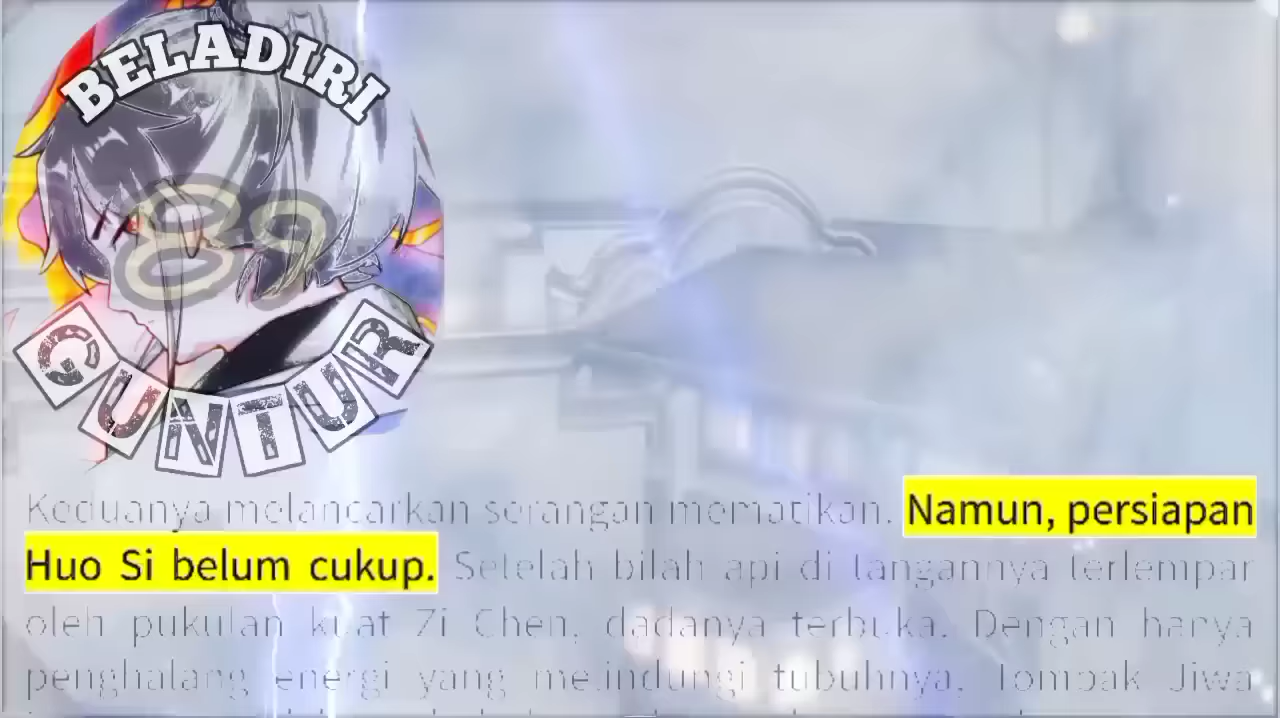 BELADIRI
89
GUNTUR
Keduanya melancarkan serangan mematikan. Namun, persiapan
Huo Si belum cukup. Setelah bilah api di tangannya terlempar
oleh pukulan kuat Zi Chen, dadanya terbuka. Dengan hanya
penghalang energi yang melindungi tubuhnya, Tombak Jiwa